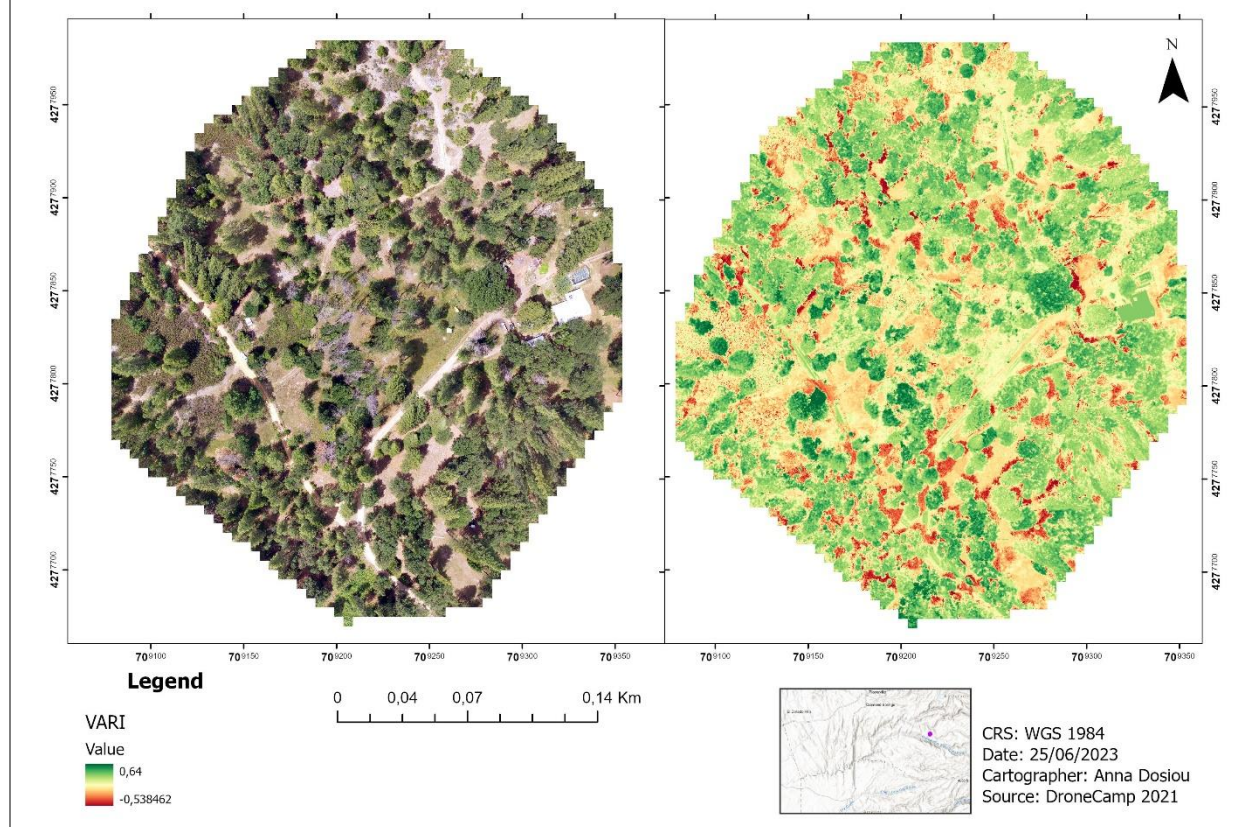 N
4277950
4277900
4277850
4277800
4277750
4277700
4277950
4277900
4277850
4277800
4277750
4277700
709100 709150 709200 709250 709300 709350
709100 709150 709200 709250 709300 709350
Legend
0 0,04 0,07 0,14 Km
VARI
Value
0,64
-0,538462
CRS: WGS 1984
Date: 25/06/2023
Cartographer: Anna Dosiou
Source: DroneCamp 2021